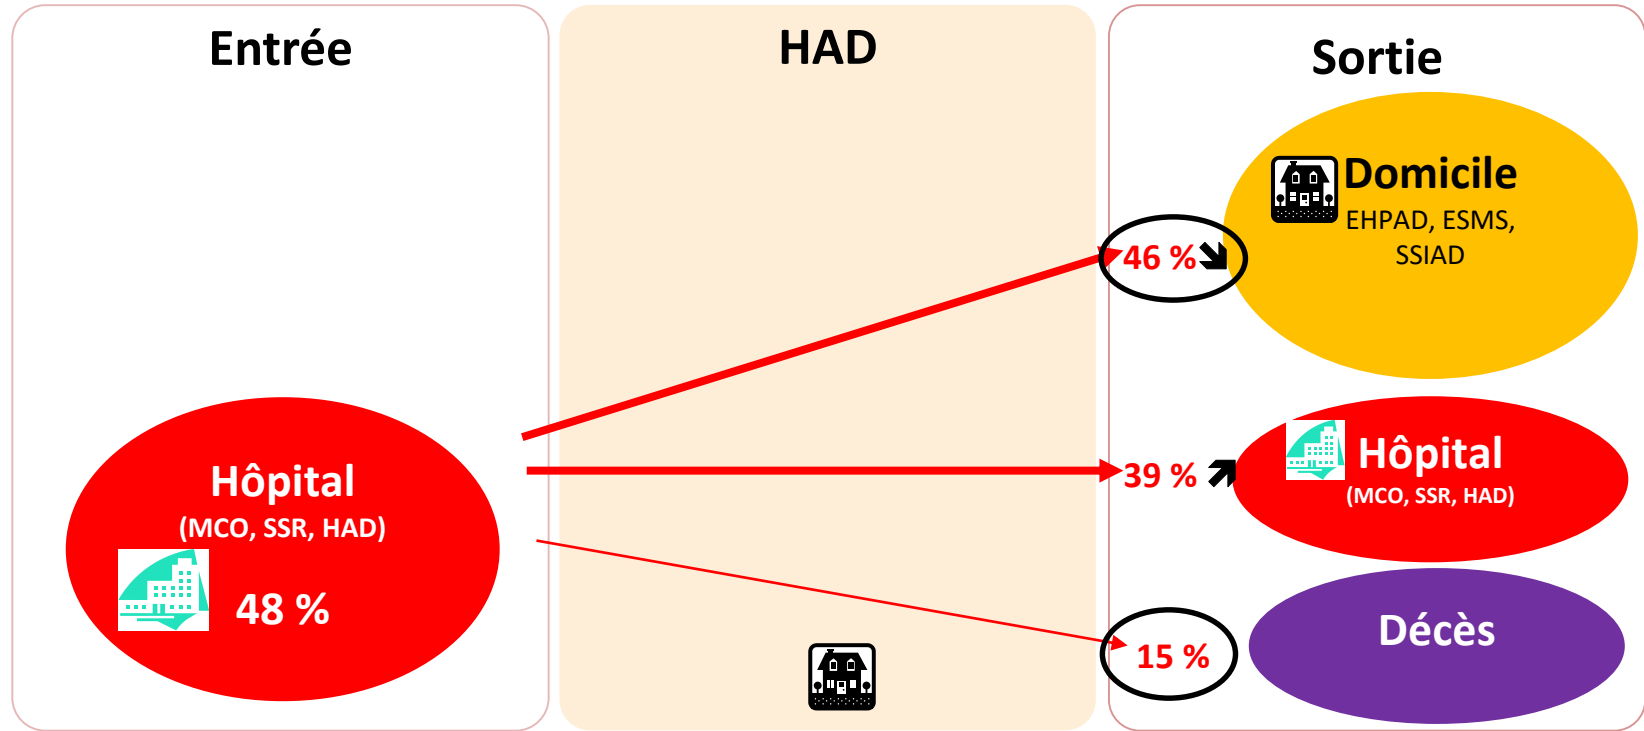 Entrée
HAD
Sortie
Domicile
EHPAD, ESMS,
SSIAD
46 %
Hôpital
(MCO, SSR, HAD)
48 %
39 %
Hôpital
(MCO, SSR, HAD)
15 %
Décès